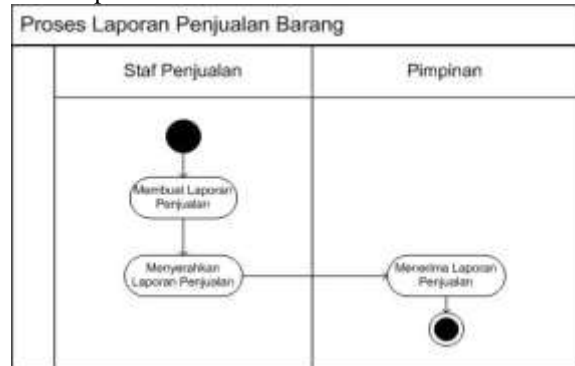 Proses Laporan Penjualan Barang
Staf Penjualan
Pimpinan
Membuat Laporan
Penjualan
Menyerahkan
Laporan Penjualan
Menerima Laporan
Penjualan